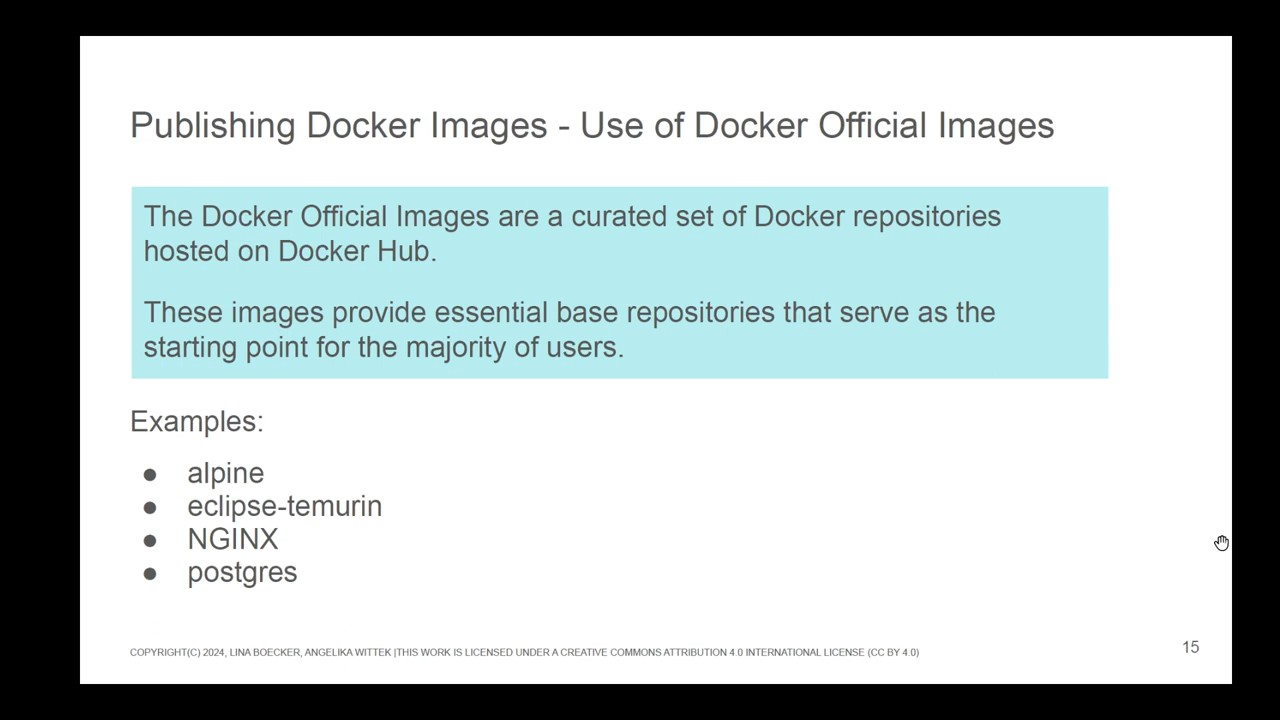 Publishing Docker Images - Use of Docker Official Images
The Docker Official Images are a curated set of Docker repositories
hosted on Docker Hub.
These images provide essential base repositories that serve as the
starting point for the majority of users.
Examples:
● alpine
● eclipse-temurin
● NGINX
● postgres
COPYRIGHT(C) 2024, LINA BOECKER, ANGELIKA WITTEK |THIS WORK IS LICENSED UNDER A CREATIVE COMMONS ATTRIBUTION 4.0 INTERNATIONAL LICENSE (CC BY 4.0)
15